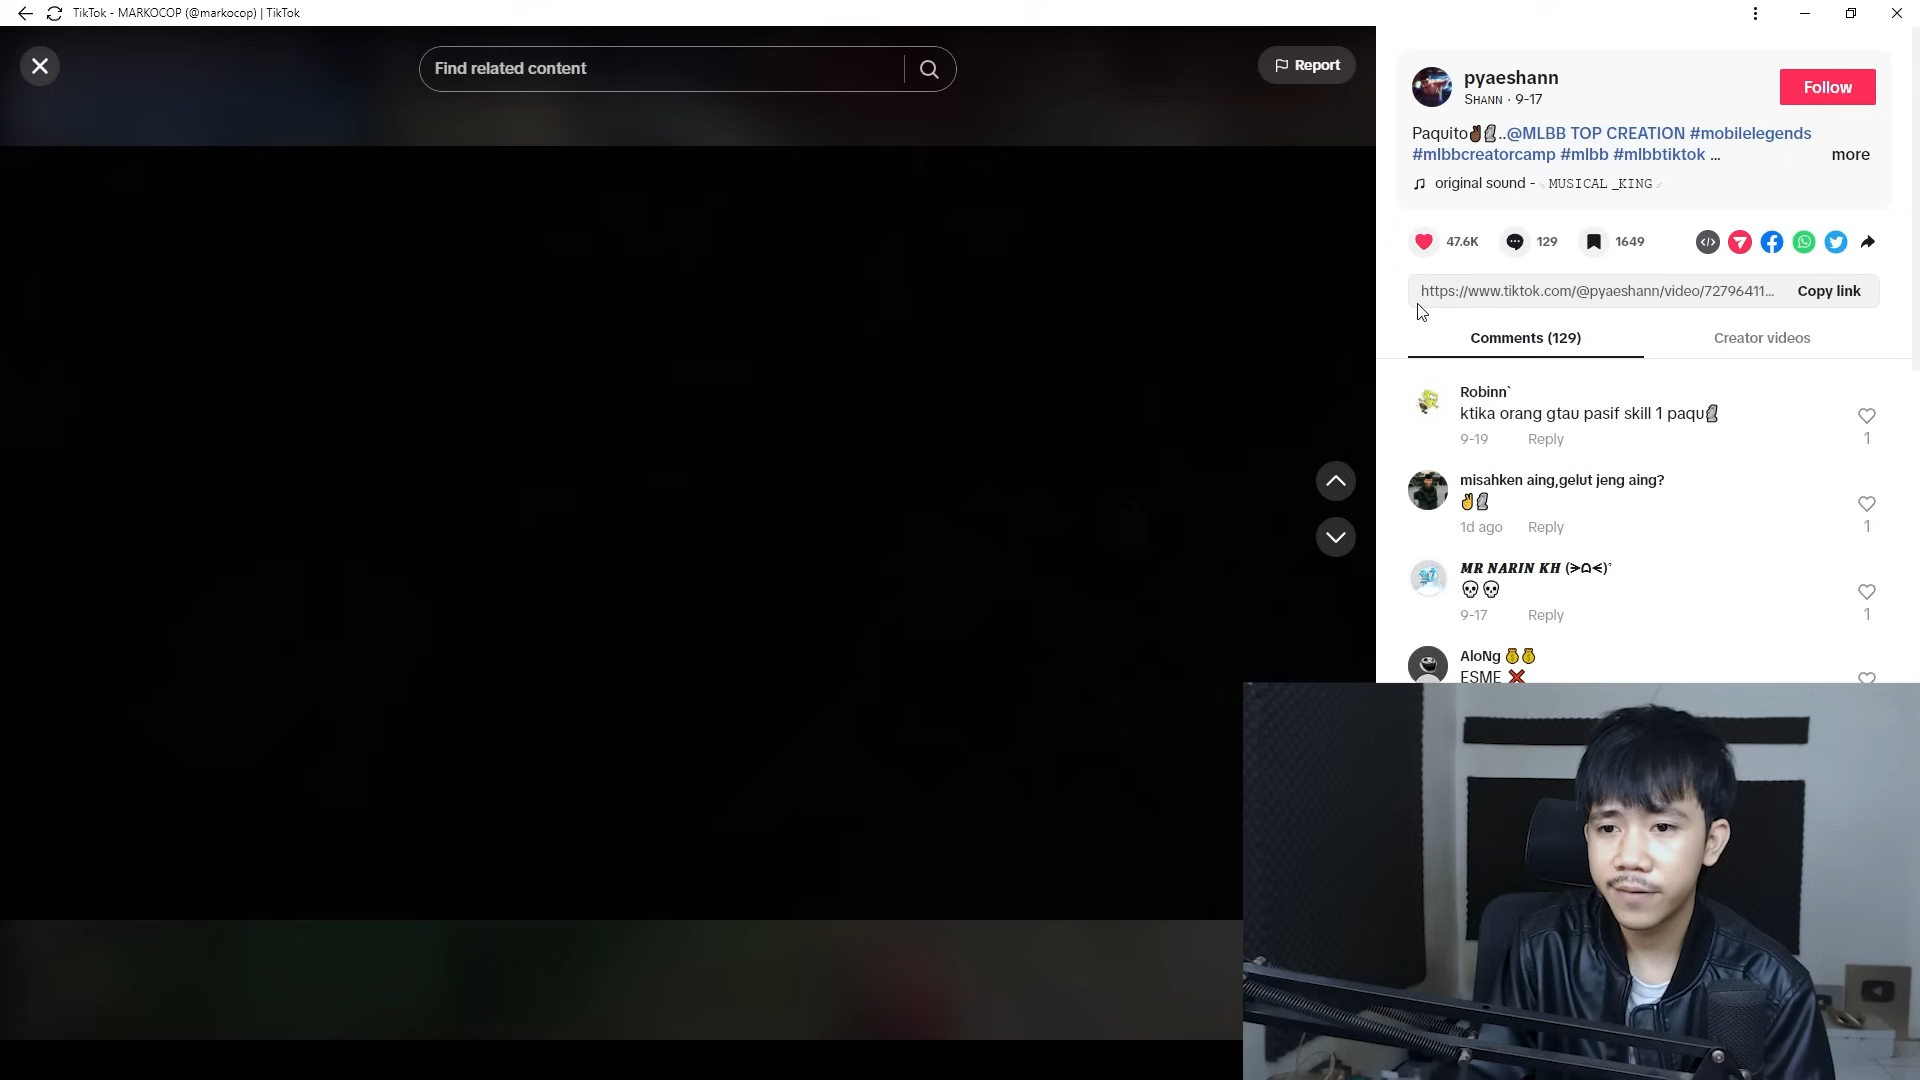 TikTok - MARKOCOP (@markocop) | TikTok
Find related content
Report
pyaeshann
Shann · 9-17
Follow
Paquito✌🏿🗿..@MLBB TOP CREATION #mobilelegends
#mlbbcreatorcamp #mlbb #mlbbtiktok ...
more
original sound - MUSICAL _KING
47.6K
129
1649
https://www.tiktok.com/@pyaeshann/video/72796411...
Copy link
Comments (129)
Creator videos
Robinn`
ktika orang gtau pasif skill 1 paqu🗿
9-19
Reply
1
misahken aing,gelut jeng aing?
✌️🗿
1d ago
Reply
1
MR NARIN KH (ᗒᗣᗕ)՞
💀💀
9-17
Reply
1
AloNg 💰💰
ESME ❌